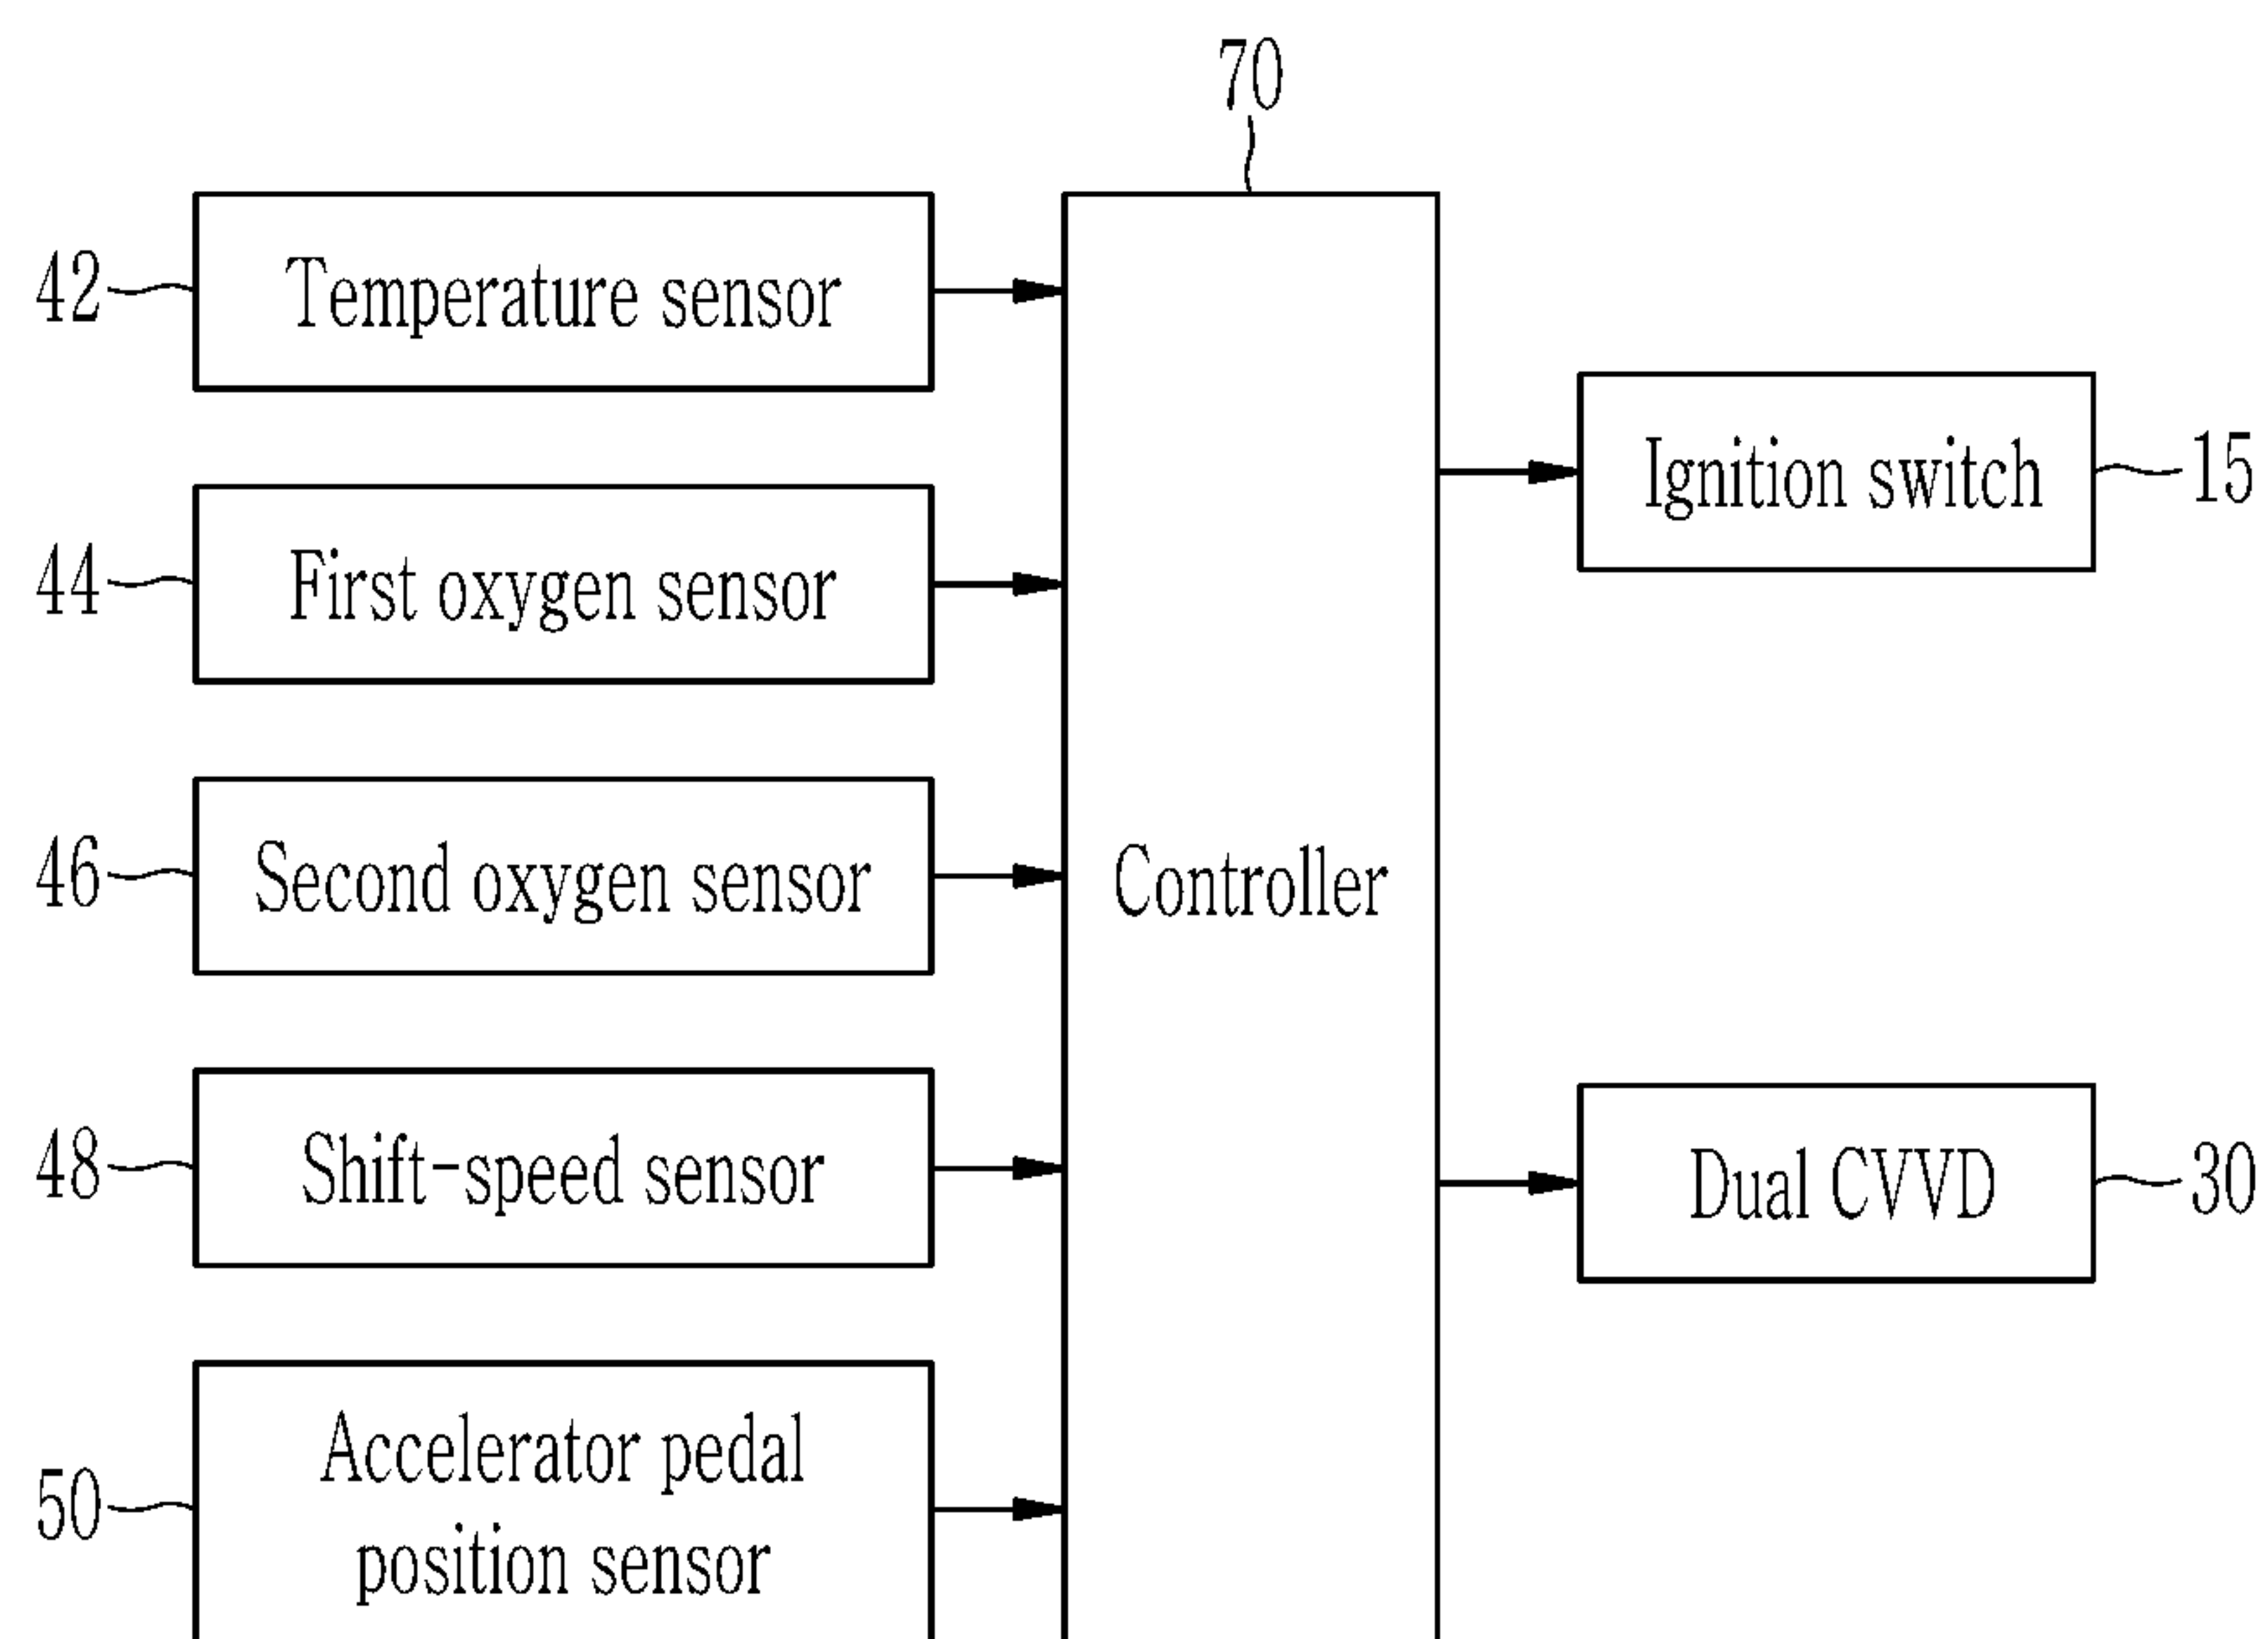 70
42 Temperature sensor
Ignition switch 15
44 First oxygen sensor
46 Second oxygen sensor
Controller
48 Shift-speed sensor
Dual CVVD 30
Accelerator pedal
50
position sensor